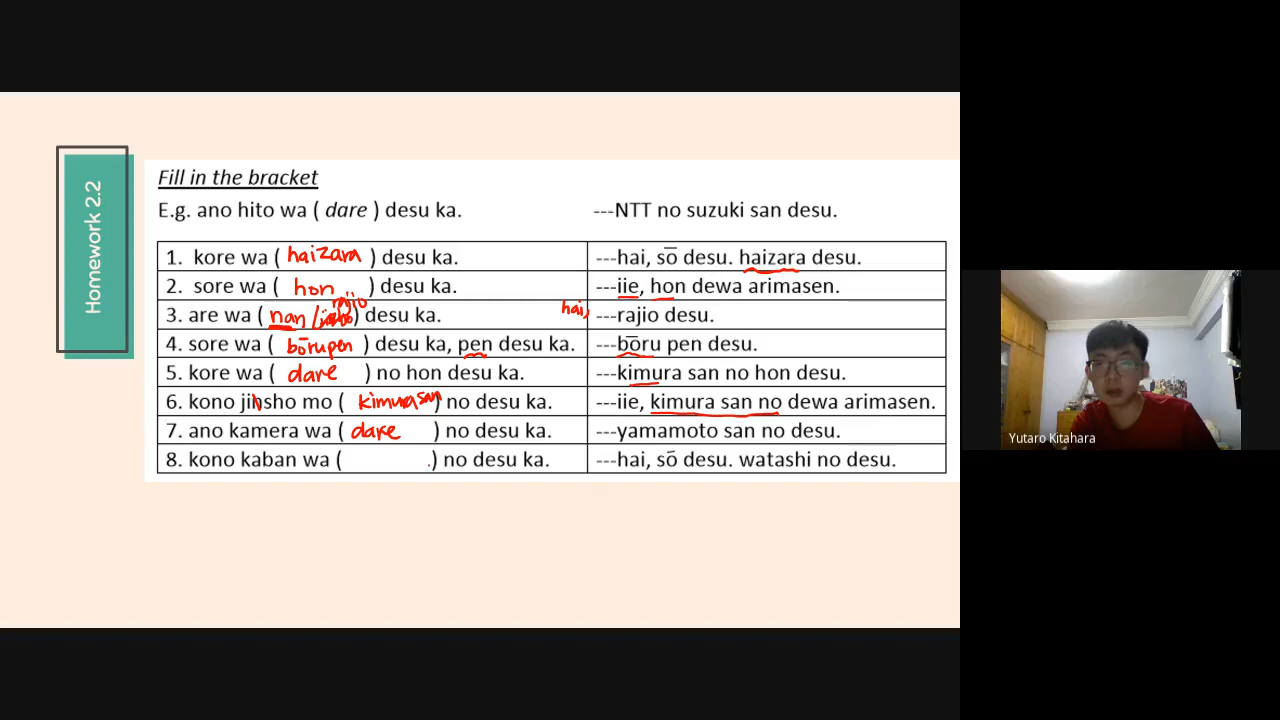 Homework 2.2
Fill in the bracket
E.g. ano hito wa ( dare ) desu ka. ---NTT no suzuki san desu.
1. kore wa ( haizara ) desu ka. ---hai, sō desu. haizara desu.
2. sore wa ( hon ) desu ka. ---iie, hon dewa arimasen.
3. are wa ( nan / rajio ) desu ka. hai, ---rajio desu.
4. sore wa ( bōrupen ) desu ka, pen desu ka. ---bōru pen desu.
5. kore wa ( dare ) no hon desu ka. ---kimura san no hon desu.
6. kono jinsho mo ( kimura san ) no desu ka. ---iie, kimura san no dewa arimasen.
7. ano kamera wa ( dare ) no desu ka. ---yamamoto san no desu.
8. kono kaban wa ( ) no desu ka. ---hai, sō desu. watashi no desu.
Yutaro Kitahara